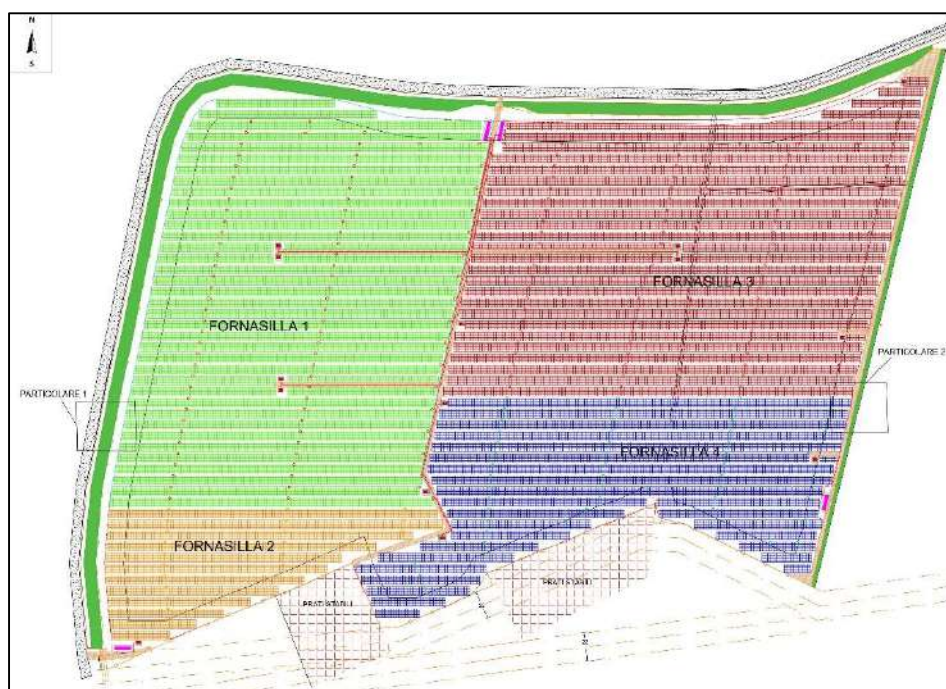 N
S
FORNASILLA 3
FORNASILLA 1
PARTICOLARE 2
PARTICOLARE 1
FORNASILLA 4
FORNASILLA 2
PRATI STABILI
PRATI STABILI